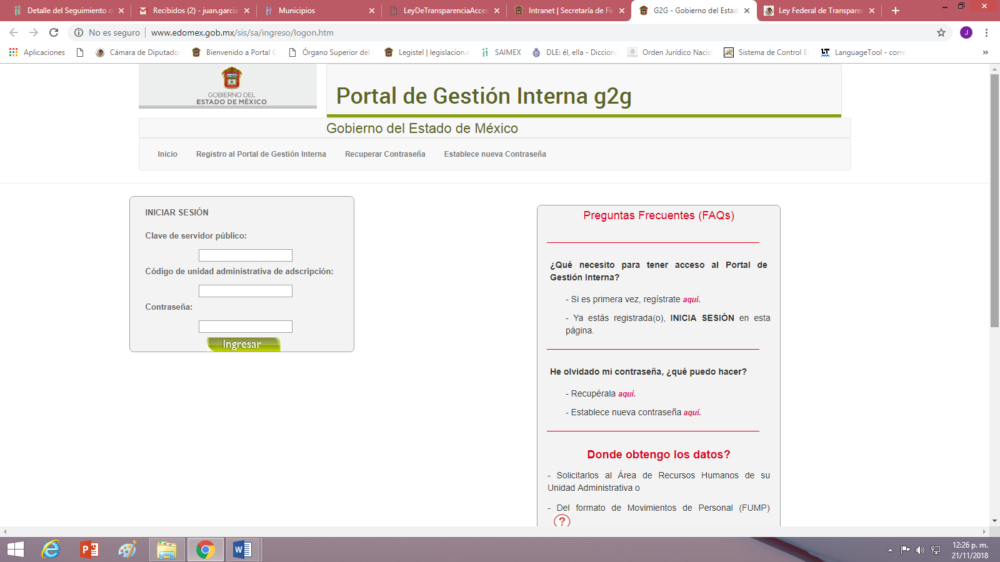 Detalle del Seguimiento d
Recibidos (2) - juan.garcia
Municipios
LeyDeTransparenciaAcces
Intranet | Secretaría de Fin
G2G - Gobierno del Estad
Ley Federal de Transparen
No es seguro
www.edomex.gob.mx/sis/sa/ingreso/logon.htm
J
Aplicaciones
Cámara de Diputados
Bienvenido a Portal C
Órgano Superior del
Legistel | legislacion.e
SAIMEX
DLE: él, ella - Diccion
Orden Jurídico Nacio
Sistema de Control E
LanguageTool - corre
»
GOBIERNO DEL
ESTADO DE MÉXICO
Portal de Gestión Interna g2g
Gobierno del Estado de México
Inicio
Registro al Portal de Gestión Interna
Recuperar Contraseña
Establece nueva Contraseña
INICIAR SESIÓN
Clave de servidor público:
Código de unidad administrativa de adscripción:
Contraseña:
Ingresar
Preguntas Frecuentes (FAQs)
¿Qué necesito para tener acceso al Portal de
Gestión Interna?
- Si es primera vez, regístrate aquí.
- Ya estás registrada(o), INICIA SESIÓN en esta
página.
He olvidado mi contraseña, ¿qué puedo hacer?
- Recupérala aquí.
- Establece nueva contraseña aquí.
Donde obtengo los datos?
- Solicitarlos al Área de Recursos Humanos de su
Unidad Administrativa o
- Del formato de Movimientos de Personal (FUMP)
?
12:26 p. m.
21/11/2018